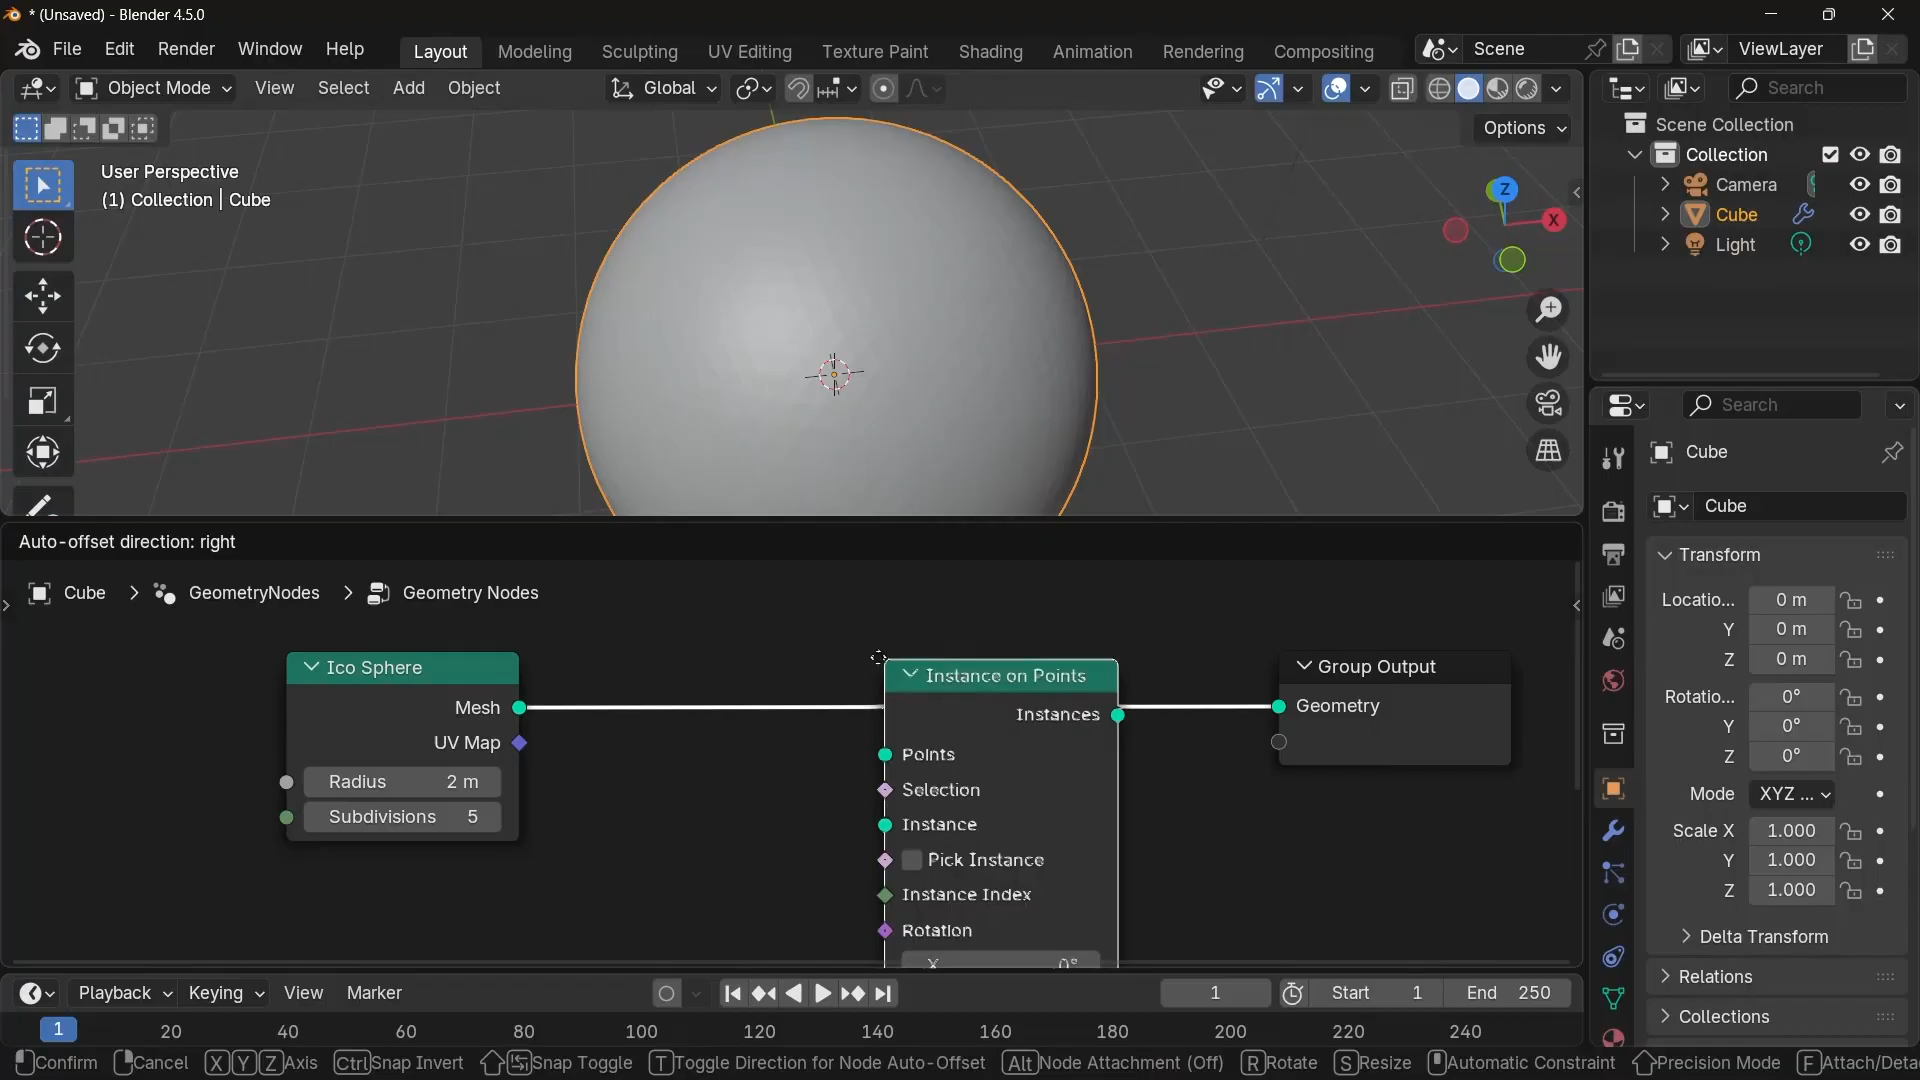 * (Unsaved) - Blender 4.5.0
File Edit Render Window Help Layout Modeling Sculpting UV Editing Texture Paint Shading Animation Rendering Compositing Scene ViewLayer
Object Mode View Select Add Object Global
Options
User Perspective
(1) Collection | Cube
Z
X
Search
Scene Collection
Collection
Camera
Cube
Light
Auto-offset direction: right
Cube > GeometryNodes > Geometry Nodes
Ico Sphere
Mesh
UV Map
Radius 2 m
Subdivisions 5
Instance on Points
Instances
Points
Selection
Instance
Pick Instance
Instance Index
Rotation
X 0°
Group Output
Geometry
Search
Cube
Cube
Transform
Locatio... 0 m
Y 0 m
Z 0 m
Rotatio... 0°
Y 0°
Z 0°
Mode XYZ ...
Scale X 1.000
Y 1.000
Z 1.000
Delta Transform
Relations
Collections
Playback Keying View Marker 1 Start 1 End 250
1 20 40 60 80 100 120 140 160 180 200 220 240
Confirm Cancel X Y Z Axis Ctrl Snap Invert Snap Toggle T Toggle Direction for Node Auto-Offset Alt Node Attachment (Off) R Rotate S Resize Automatic Constraint Precision Mode F Attach/Deta